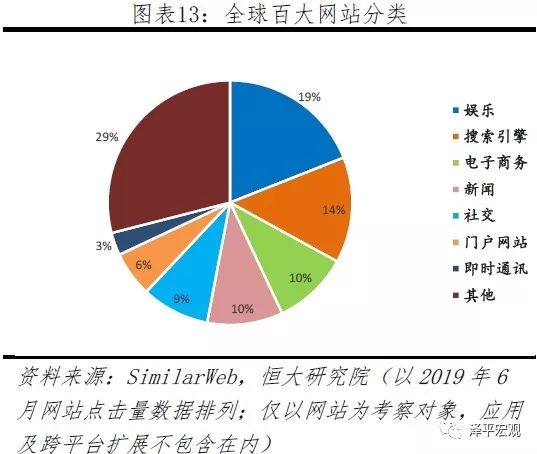 图表13：全球百大网站分类
19%
14%
10%
10%
9%
6%
3%
29%
娱乐
搜索引擎
电子商务
新闻
社交
门户网站
即时通讯
其他
资料来源：SimilarWeb，恒大研究院（以2019年6
月网站点击量数据排列；仅以网站为考察对象，应用
及跨平台扩展不包含在内）
泽平宏观